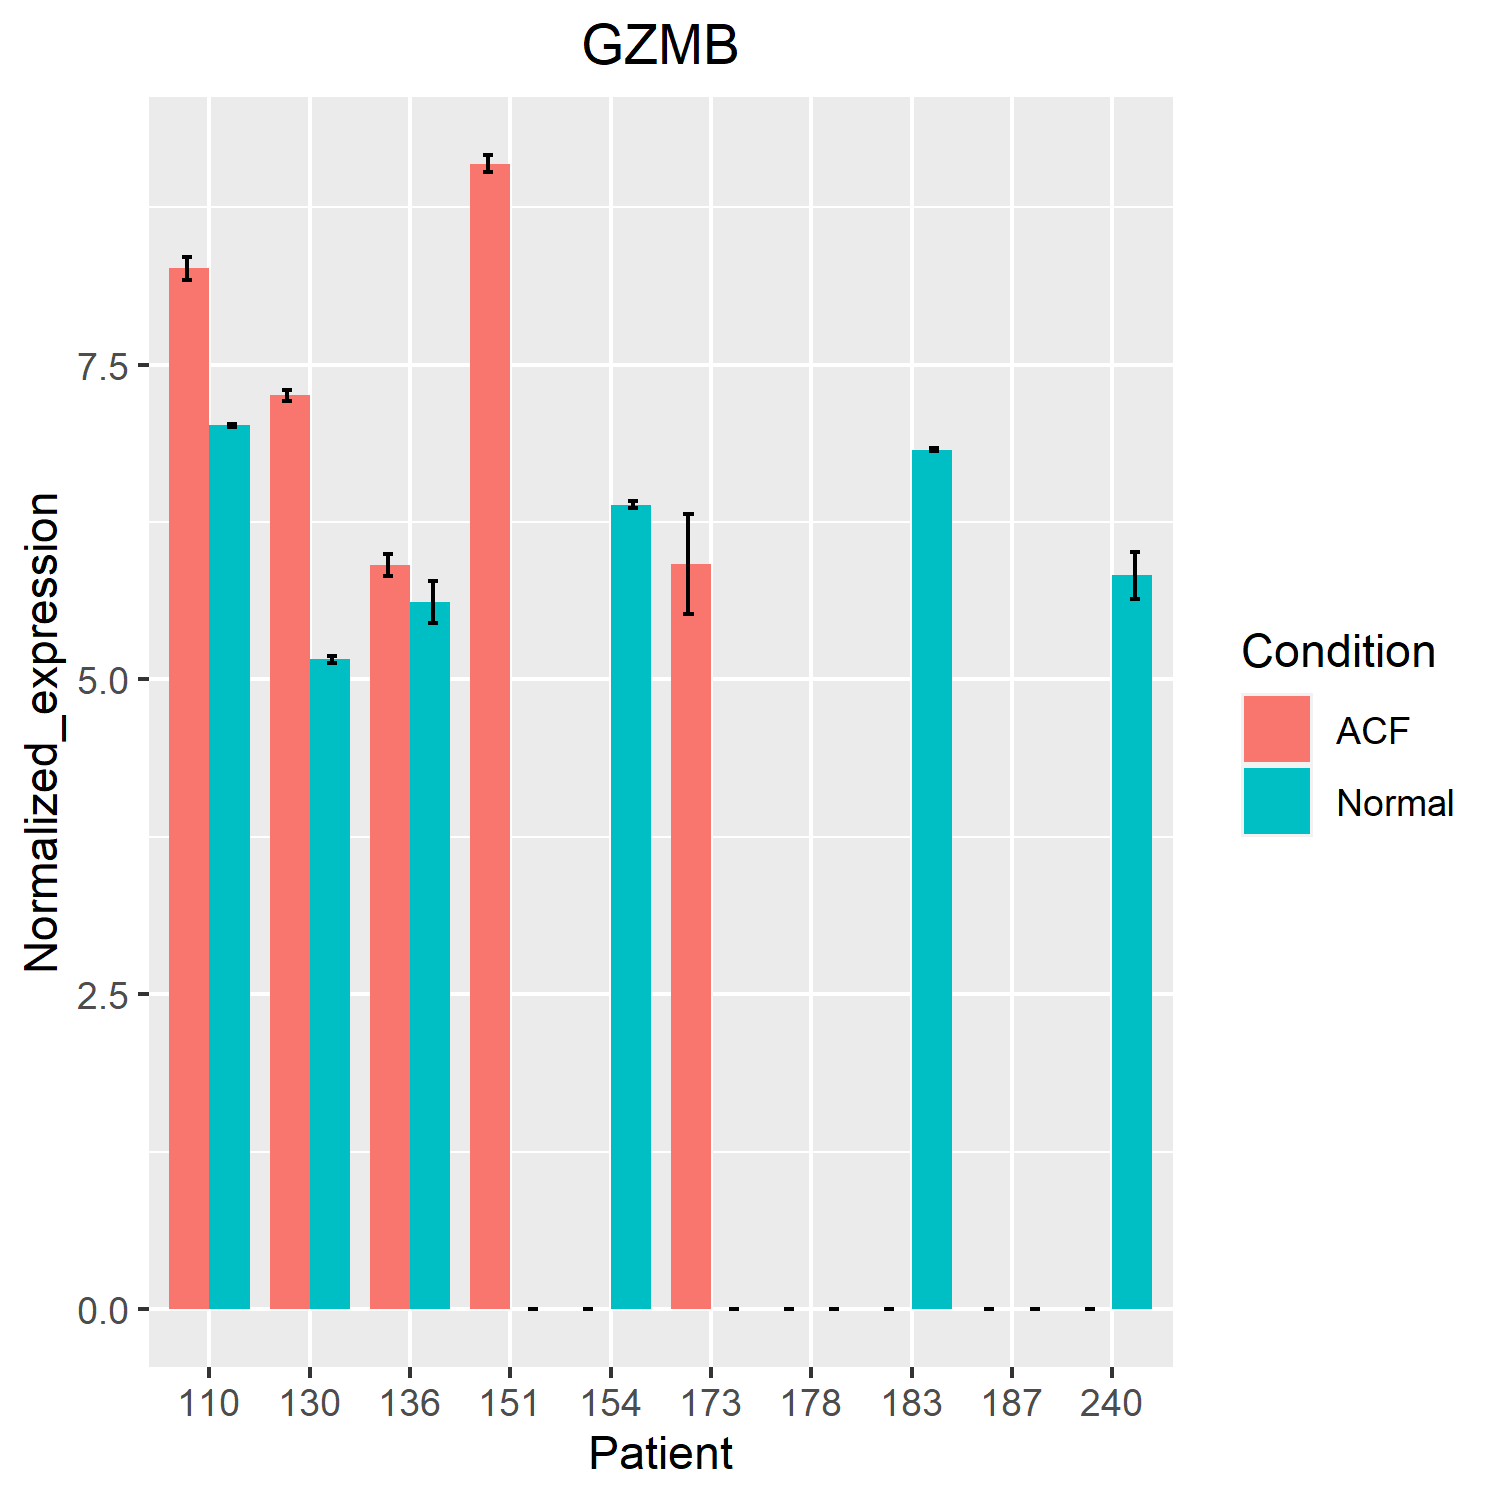 GZMB
Normalized_expression
7.5
5.0
2.5
0.0
110 130 136 151 154 173 178 183 187 240
Patient
Condition
ACF
Normal